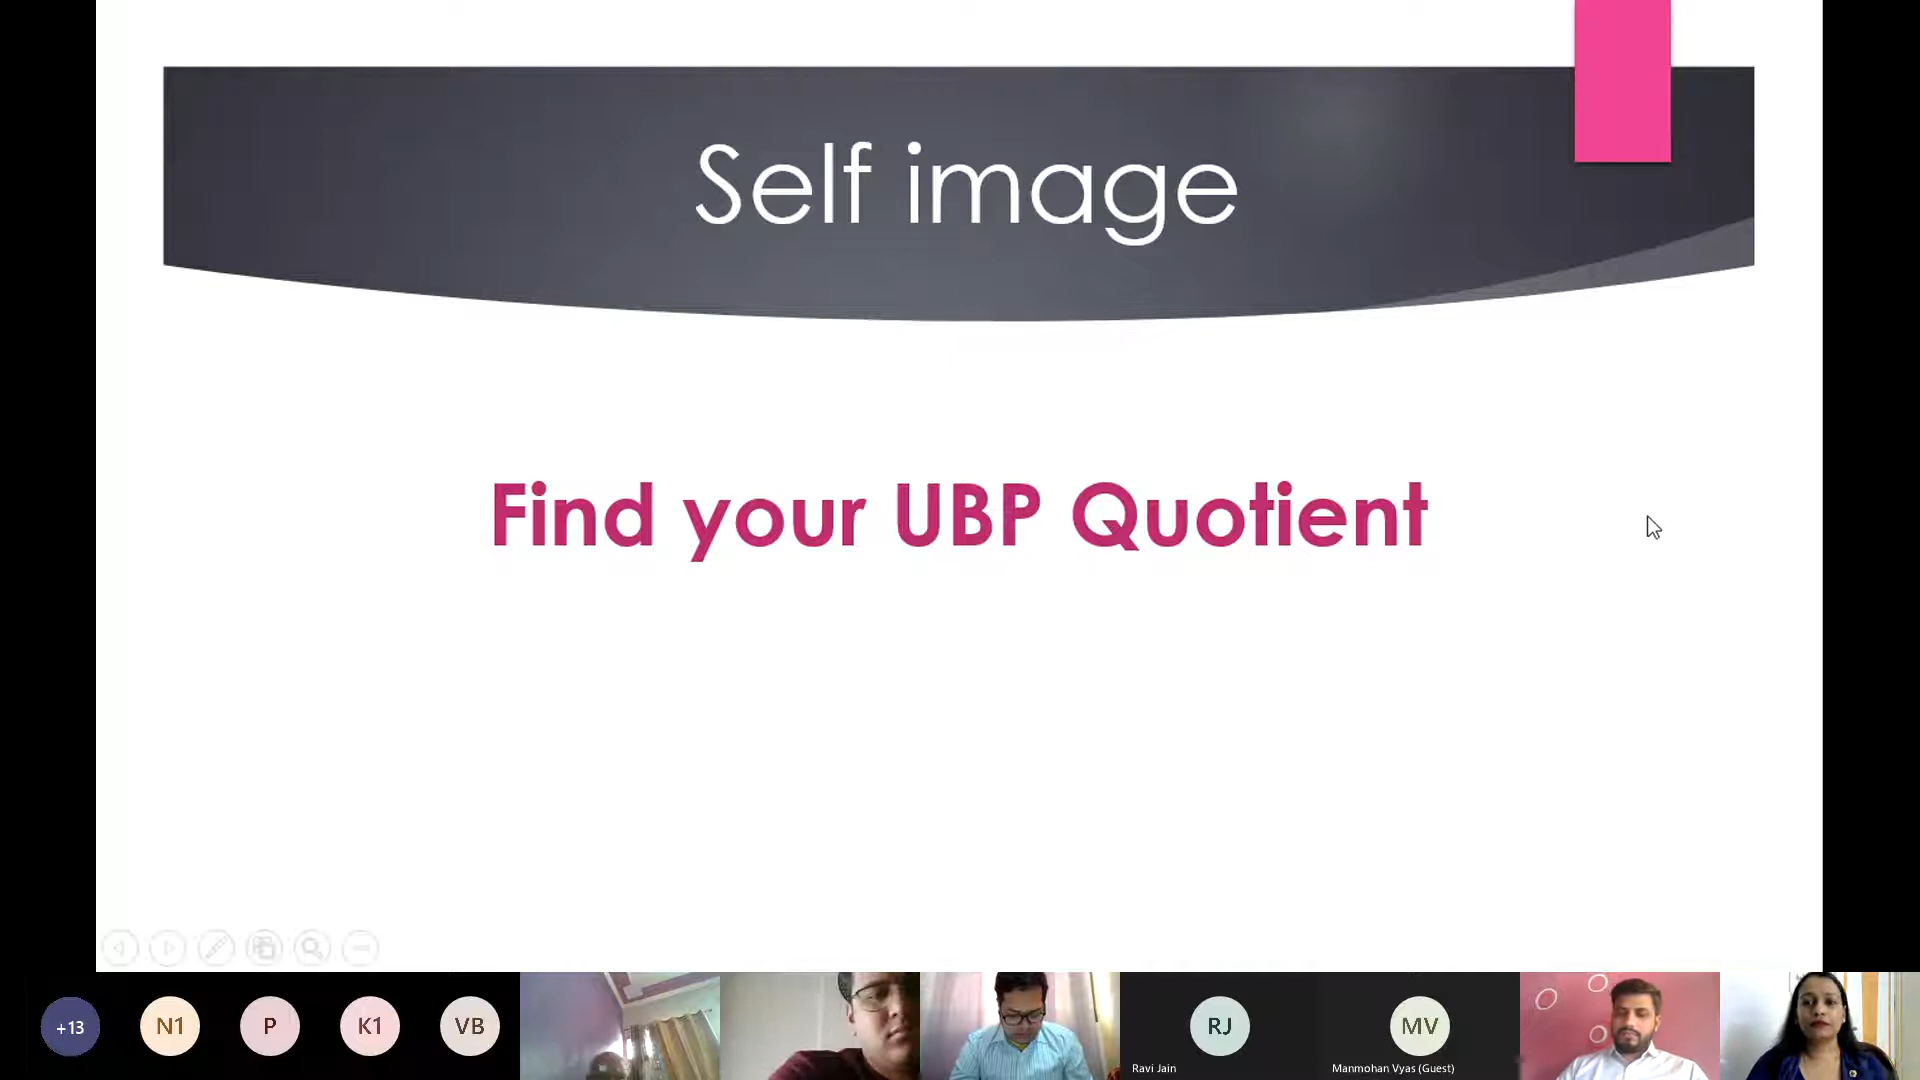 Self image
Find your UBP Quotient
+13
N1
P
K1
VB
RJ
MV
Ravi Jain
Manmohan Vyas (Guest)